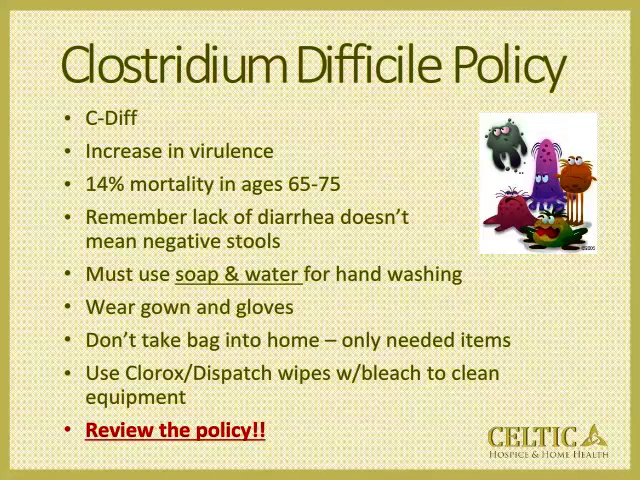 Clostridium Difficile Policy
• C-Diff
• Increase in virulence
• 14% mortality in ages 65-75
• Remember lack of diarrhea doesn't
mean negative stools
• Must use soap & water for hand washing
• Wear gown and gloves
• Don't take bag into home – only needed items
• Use Clorox/Dispatch wipes w/bleach to clean
equipment
• Review the policy!!
CELTIC
HOSPICE & HOME HEALTH